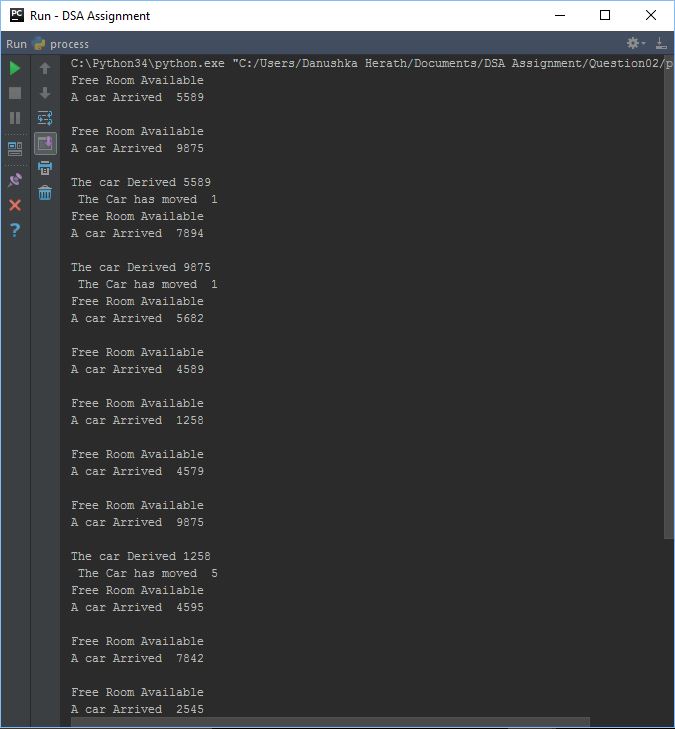 PC Run - DSA Assignment
Run process
C:\Python34\python.exe "C:/Users/Danushka Herath/Documents/DSA Assignment/Question02/p
Free Room Available
A car Arrived  5589
Free Room Available
A car Arrived  9875
The car Derived 5589
 The Car has moved  1
Free Room Available
A car Arrived  7894
The car Derived 9875
 The Car has moved  1
Free Room Available
A car Arrived  5682
Free Room Available
A car Arrived  4589
Free Room Available
A car Arrived  1258
Free Room Available
A car Arrived  4579
Free Room Available
A car Arrived  9875
The car Derived 1258
 The Car has moved  5
Free Room Available
A car Arrived  4595
Free Room Available
A car Arrived  7842
Free Room Available
A car Arrived  2545